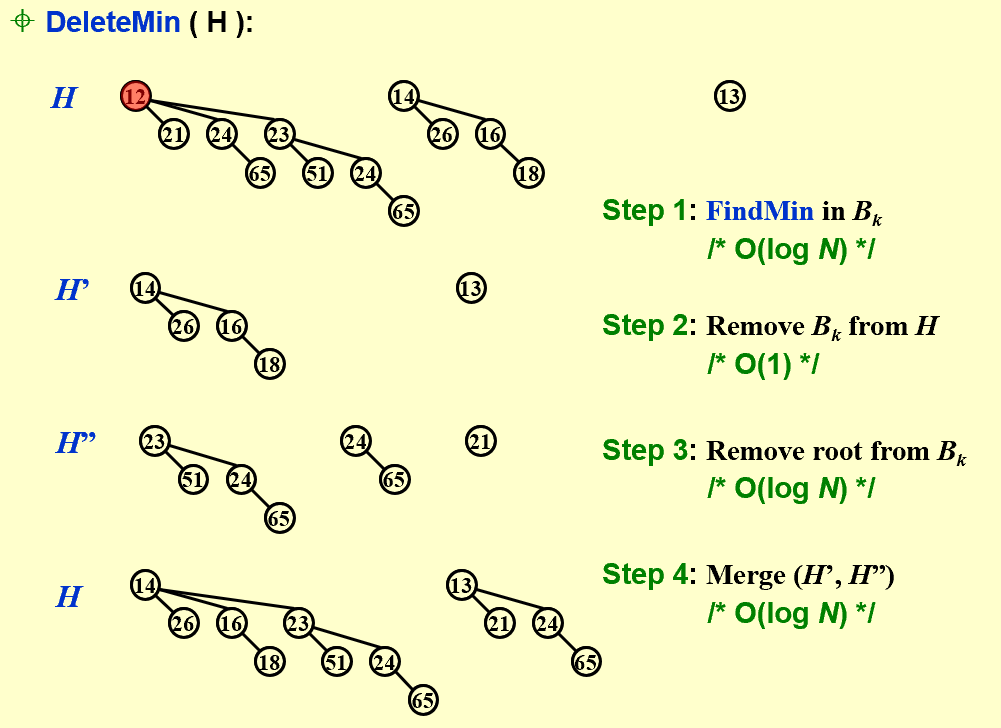 DeleteMin ( H ):
H 12 14 13
21 24 23 26 16
65 51 24 18
65
Step 1: FindMin in Bk
/* O(log N) */
H’ 14 13
26 16
18
Step 2: Remove Bk from H
/* O(1) */
H” 23 24 21
51 24 65
65
Step 3: Remove root from Bk
/* O(log N) */
H 14 13
26 16 23 21 24
18 51 24 65
65
Step 4: Merge (H’, H”)
/* O(log N) */